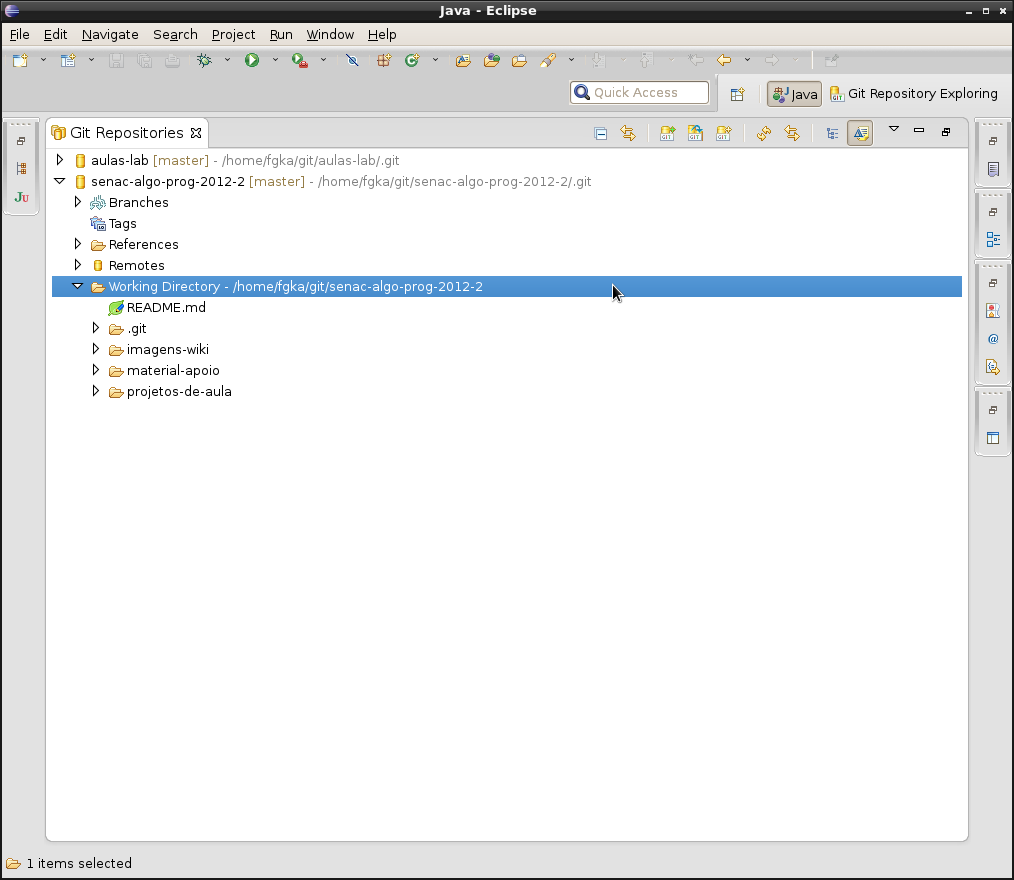 Java - Eclipse
File Edit Navigate Search Project Run Window Help
Quick Access Java Git Repository Exploring
Git Repositories
aulas-lab [master] - /home/fgka/git/aulas-lab/.git
senac-algo-prog-2012-2 [master] - /home/fgka/git/senac-algo-prog-2012-2/.git
Branches
Tags
References
Remotes
Working Directory - /home/fgka/git/senac-algo-prog-2012-2
README.md
.git
imagens-wiki
material-apoio
projetos-de-aula
1 items selected